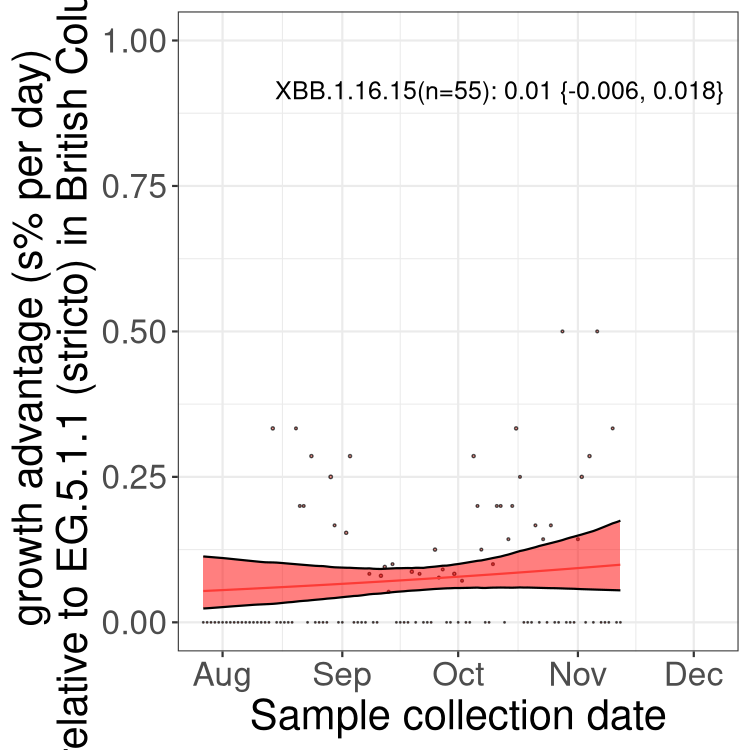 growth advantage (s% per day)
relative to EG.5.1.1 (stricto) in British
1.00
0.75
0.50
0.25
0.00
XBB.1.16.15(n=55): 0.01 {-0.006, 0.018}
Aug Sep Oct Nov Dec
Sample collection date